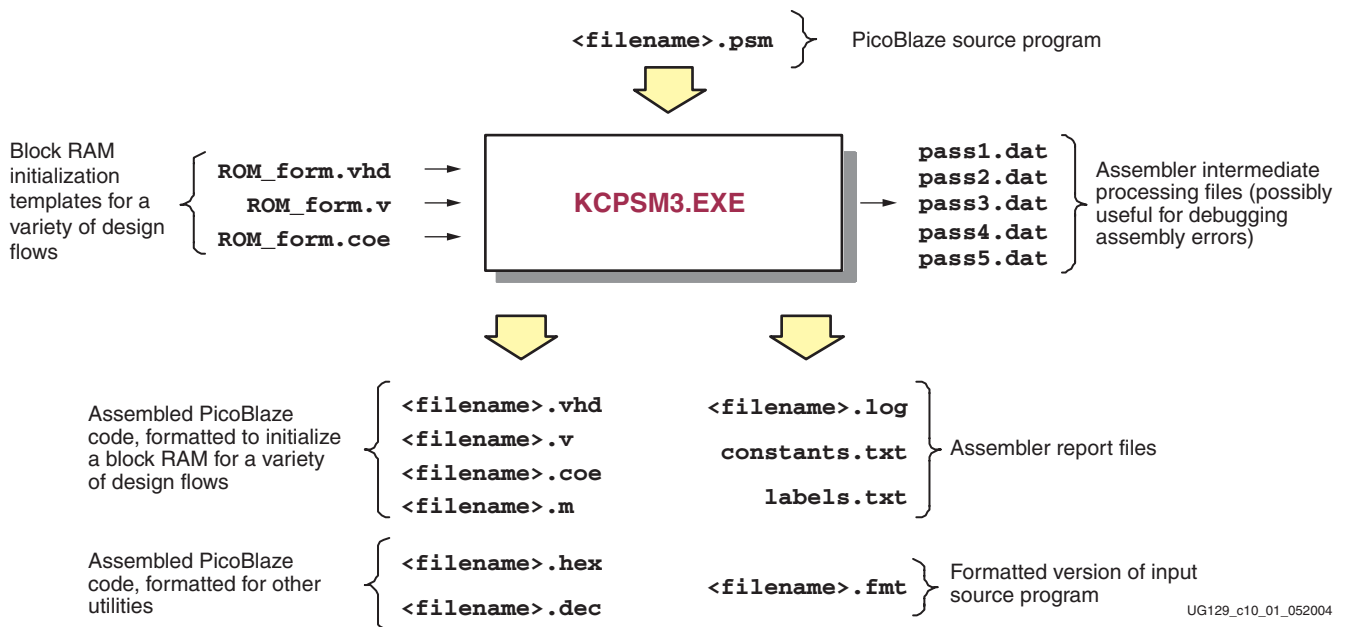 <filename>.psm
PicoBlaze source program
Block RAM
initialization
templates for a
variety of design
flows
ROM_form.vhd
ROM_form.v
ROM_form.coe
KCPSM3.EXE
pass1.dat
pass2.dat
pass3.dat
pass4.dat
pass5.dat
Assembler intermediate
processing files (possibly
useful for debugging
assembly errors)
Assembled PicoBlaze
code, formatted to initialize
a block RAM for a variety
of design flows
<filename>.vhd
<filename>.v
<filename>.coe
<filename>.m
<filename>.log
constants.txt
labels.txt
Assembler report files
Assembled PicoBlaze
code, formatted for other
utilities
<filename>.hex
<filename>.dec
<filename>.fmt
Formatted version of input
source program
UG129_c10_01_052004